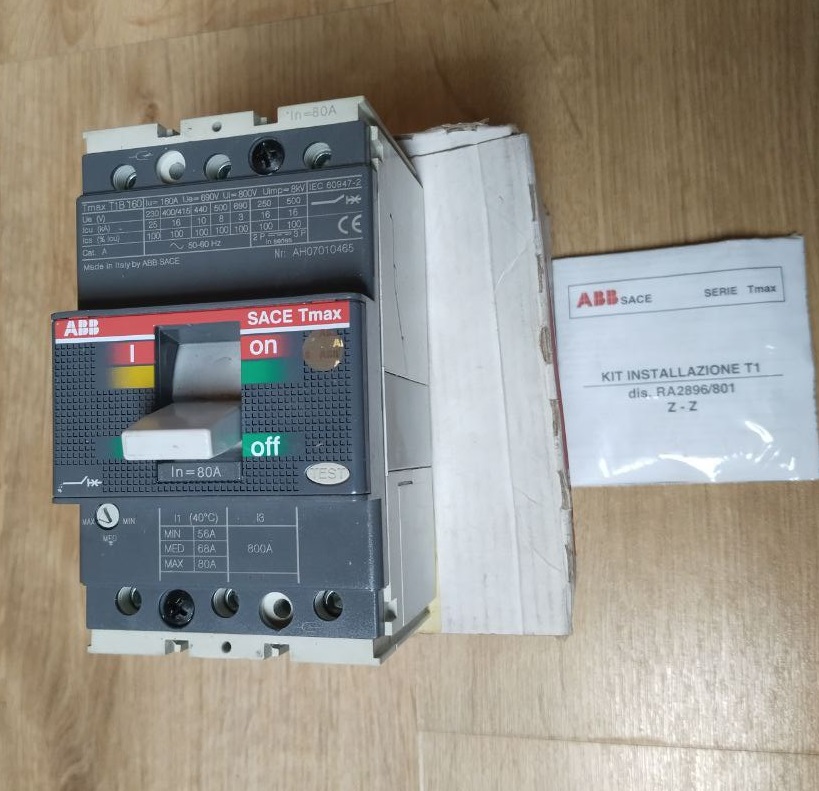 In=80A
Tmax T1B 160 Iu= 160A Ue=690V Ui=800V Uimp=8kV IEC 60947-2
Ue (V) 230 400/415 440 500 690 250 500
Icu (kA) 25 16 10 8 3 16 16
Ics (% Icu) 100 100 100 100 100 100 100
Cat. A ~ 50-60 Hz 2 P 3 P
in series
CE
Made in Italy by ABB SACE
Nr: AH07010465
ABB SACE Tmax
I on
off
In=80A
TEST
MAX MIN
MED
I1 (40°C) I3
MIN 56A
MED 68A 800A
MAX 80A
ABB SACE SERIE Tmax
KIT INSTALLAZIONE T1
dis. RA2896/801
Z - Z